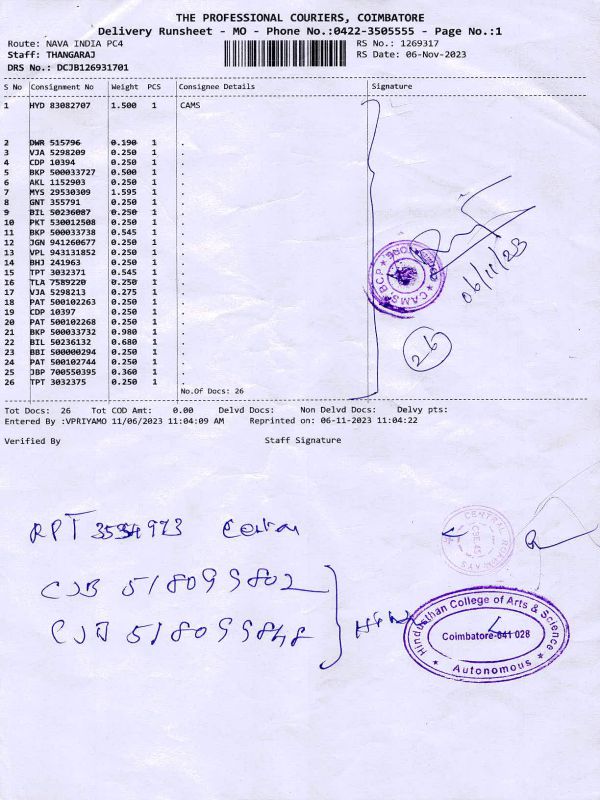 THE PROFESSIONAL COURIERS, COIMBATORE
Delivery Runsheet - MO - Phone No.:0422-3505555 - Page No.:1
Route: NAVA INDIA PC4 RS No.: 1269317
Staff: THANGARAJ RS Date: 06-Nov-2023
DRS No.: DCJB126931701
S No Consignment No Weight PCS Consignee Details Signature
1 HYD 83082707 1.500 1 CAMS
2 DWR 515796 0.190 1 .
3 VJA 5298209 0.250 1 .
4 CDP 10394 0.250 1 .
5 BKP 500033727 0.500 1 .
6 AKL 1152903 0.250 1 .
7 MYS 29530309 1.595 1 .
8 GNT 355791 0.250 1 .
9 BIL 50236087 0.250 1 .
10 PKT 530012508 0.250 1 .
11 BKP 500033738 0.545 1 .
12 JGN 941260677 0.250 1 .
13 VPL 943131852 0.250 1 .
14 BHJ 241963 0.250 1 .
15 TPT 3032371 0.545 1 .
16 TLA 7589220 0.250 1 .
17 VJA 5298213 0.275 1 .
18 PAT 500102263 0.250 1 .
19 CDP 10397 0.250 1 .
20 PAT 500102268 0.250 1 .
21 BKP 500033732 0.980 1 .
22 BIL 50236132 0.680 1 .
23 BBI 500000294 0.250 1 .
24 PAT 500102744 0.250 1 .
25 JBP 700550395 0.360 1 .
26 TPT 3032375 0.250 1 .
No.Of Docs: 26
CAMS, BCP
06/11/23
26
Tot Docs: 26 Tot COD Amt: 0.00 Delvd Docs: Non Delvd Docs: Delvy pts:
Entered By :VPRIYAMO 11/06/2023 11:04:09 AM Reprinted on: 06-11-2023 11:04:22
Verified By Staff Signature
CENTRAL ROADWAYS
CJB 518099802
CJB 518099848
Hindusthan College of Arts & Science
Coimbatore-641 028
Autonomous